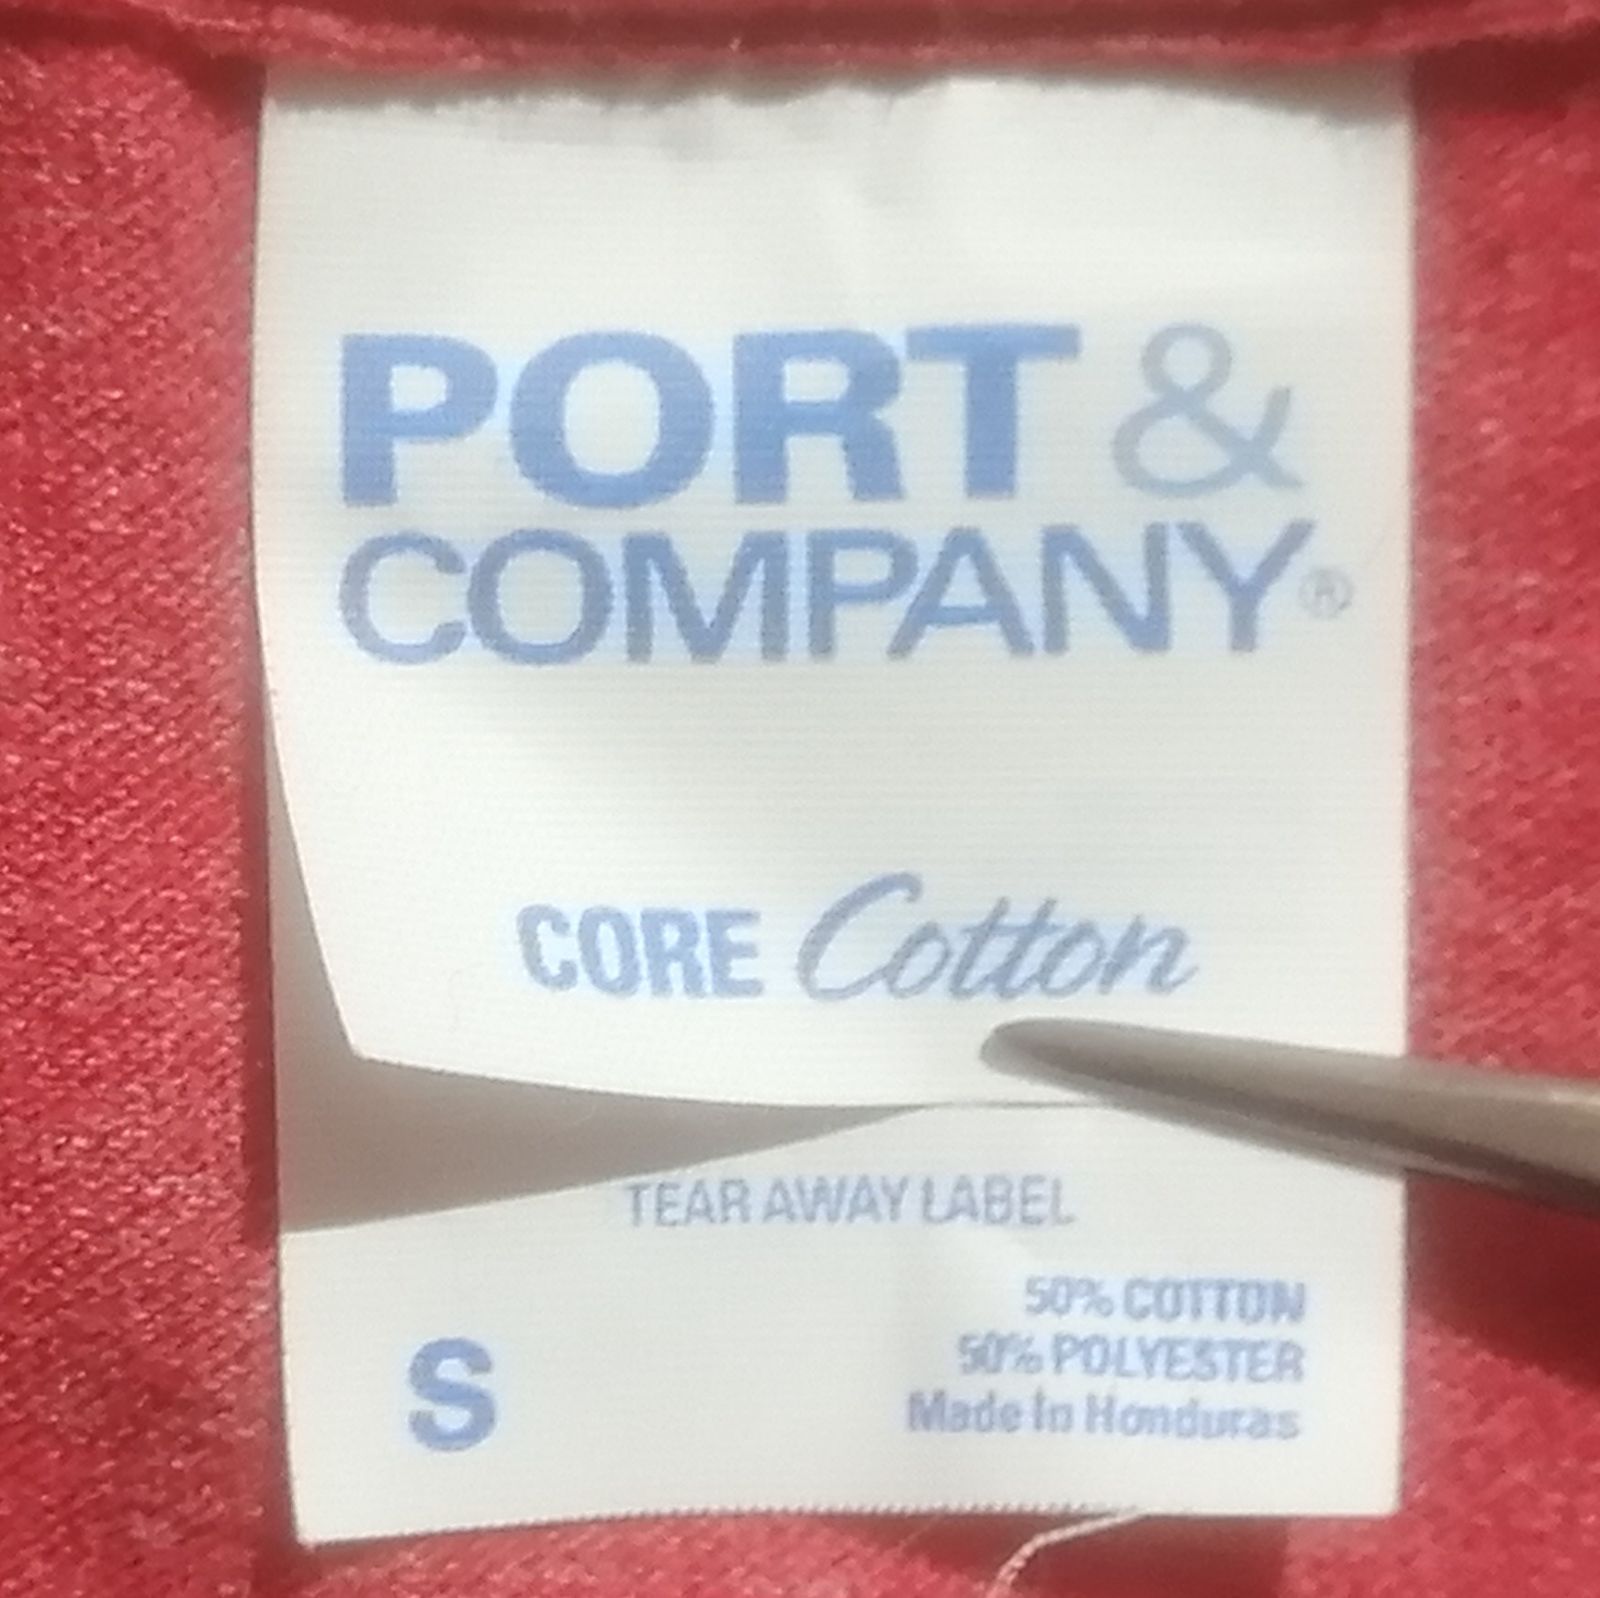 PORT &
COMPANY®
CORE Cotton
TEAR AWAY LABEL
50% COTTON
50% POLYESTER
Made In Honduras
S